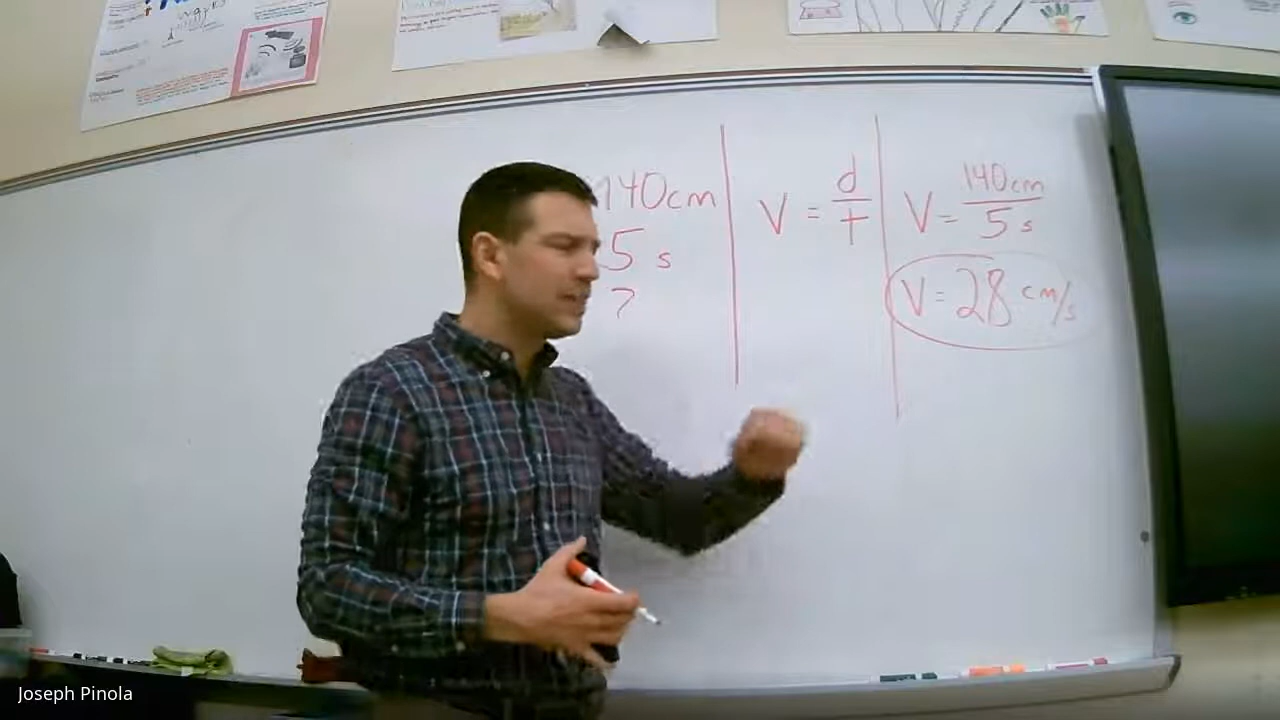 140cm
5 s
?
V = d/t
V = 140cm/5 s
V = 28 cm/s
Joseph Pinola